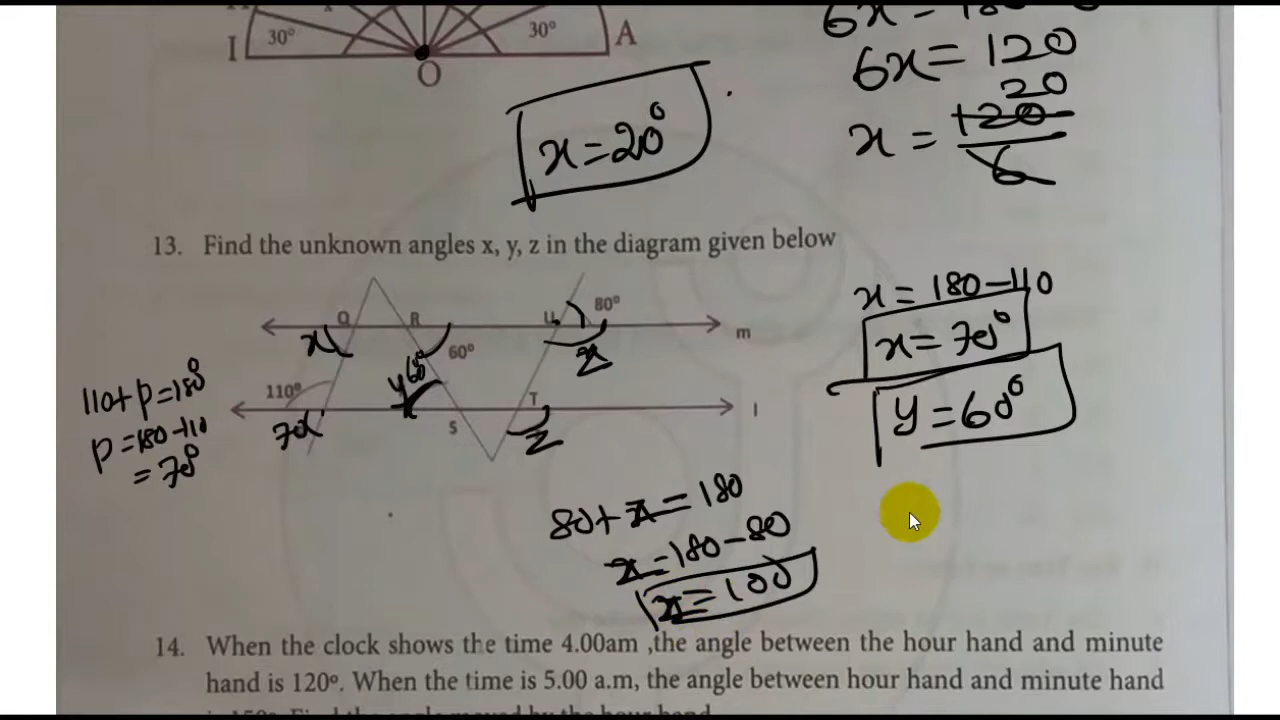 6x = 180
I 30° 30° A
6x = 120
O
20
x = 20°
x = 120
6
13. Find the unknown angles x, y, z in the diagram given below
x = 180 - 110
x = 70°
80°
Q R U
m
x 60° z
y 60°
110 + p = 180°
110°
y = 60°
p = 180 - 110
T
l
70°
S
z
= 70°
80 + z = 180
z = 180 - 80
z = 100
14. When the clock shows the time 4.00am ,the angle between the hour hand and minute
hand is 120°. When the time is 5.00 a.m, the angle between hour hand and minute hand